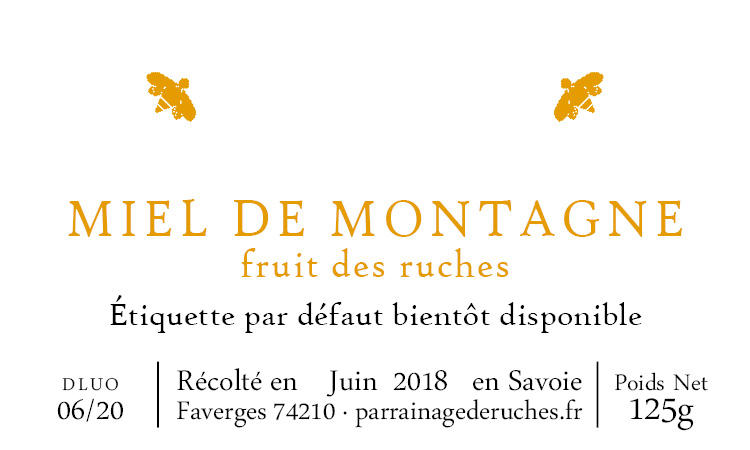 MIEL DE MONTAGNE
fruit des ruches
Étiquette par défaut bientôt disponible
DLUO
06/20
Récolté en Juin 2018 en Savoie
Faverges 74210 · parrainagederuches.fr
Poids Net
125g